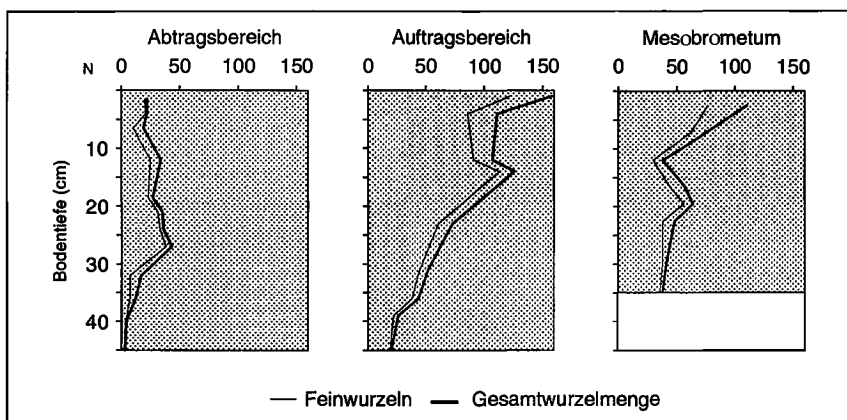 Abtragsbereich Auftragsbereich Mesobrometum
N 0 50 100 150 0 50 100 150 0 50 100 150
10
20
30
40
Bodentiefe (cm)
Feinwurzeln Gesamtwurzelmenge